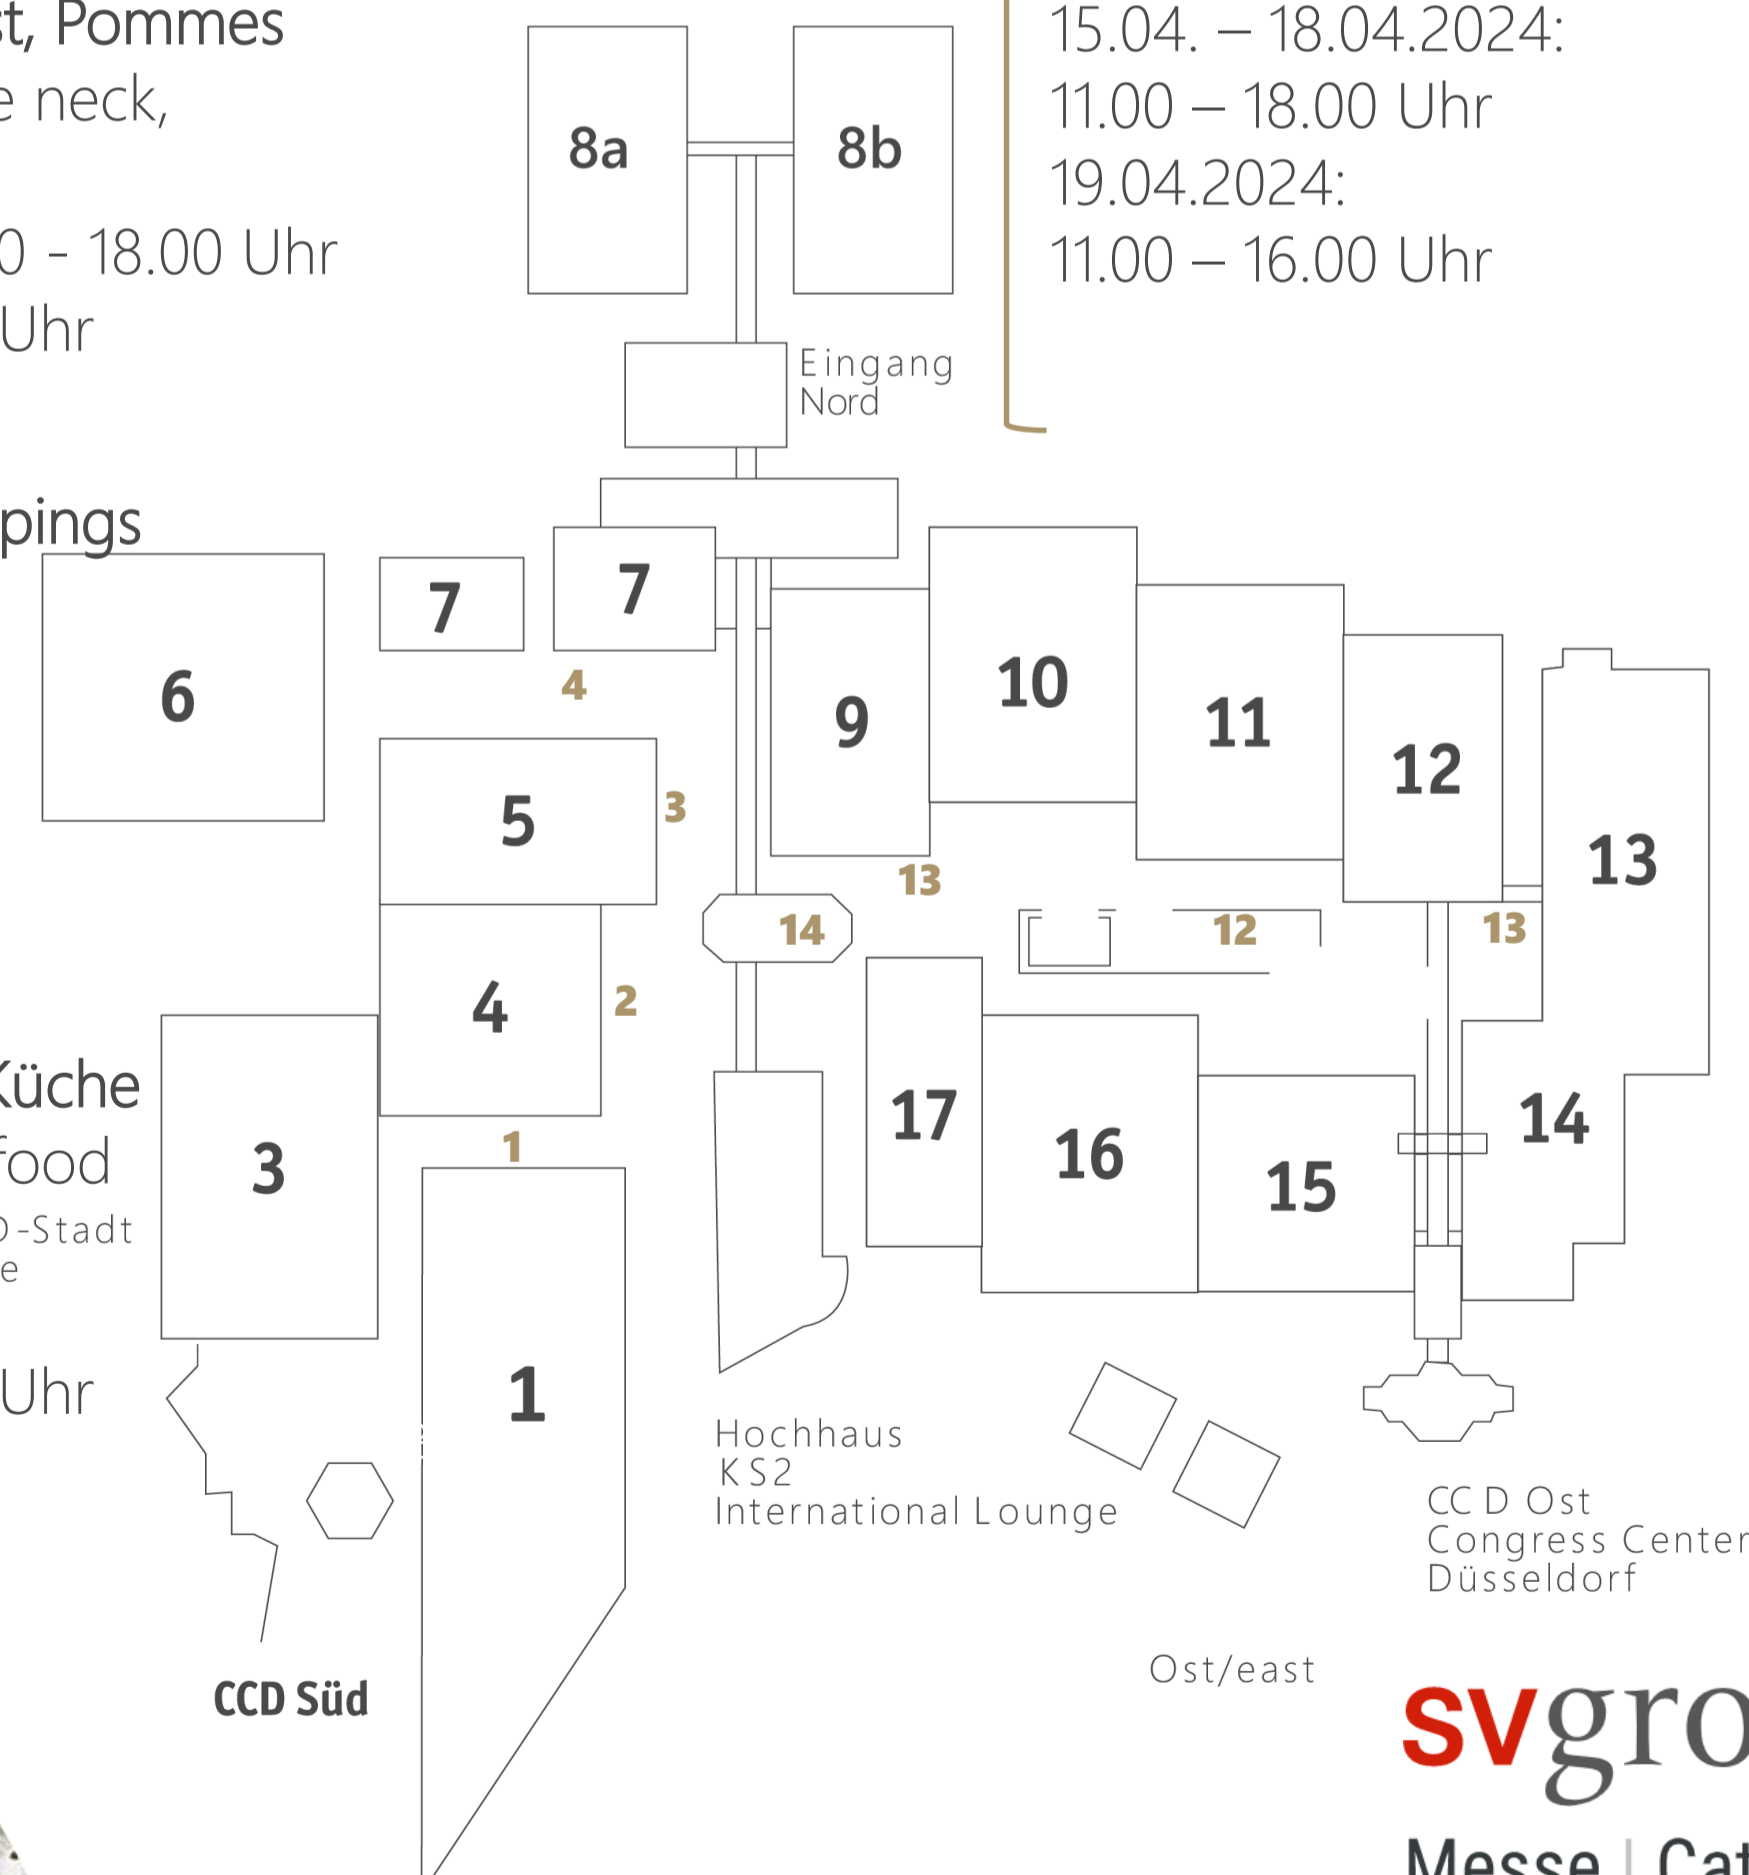 st, Pommes
e neck,
0 - 18.00 Uhr
Uhr
pings
Küche
food
D-Stadt
e
Uhr
15.04. – 18.04.2024:
11.00 – 18.00 Uhr
19.04.2024:
11.00 – 16.00 Uhr
8a
8b
Eingang
Nord
7
7
6
4
9
10
11
12
13
5
3
13
14
12
13
4
2
3
1
17
16
15
14
1
Hochhaus
KS2
International Lounge
CCD Ost
Congress Center
Düsseldorf
Ost/east
CCD Süd
svgro
Messe | Cat